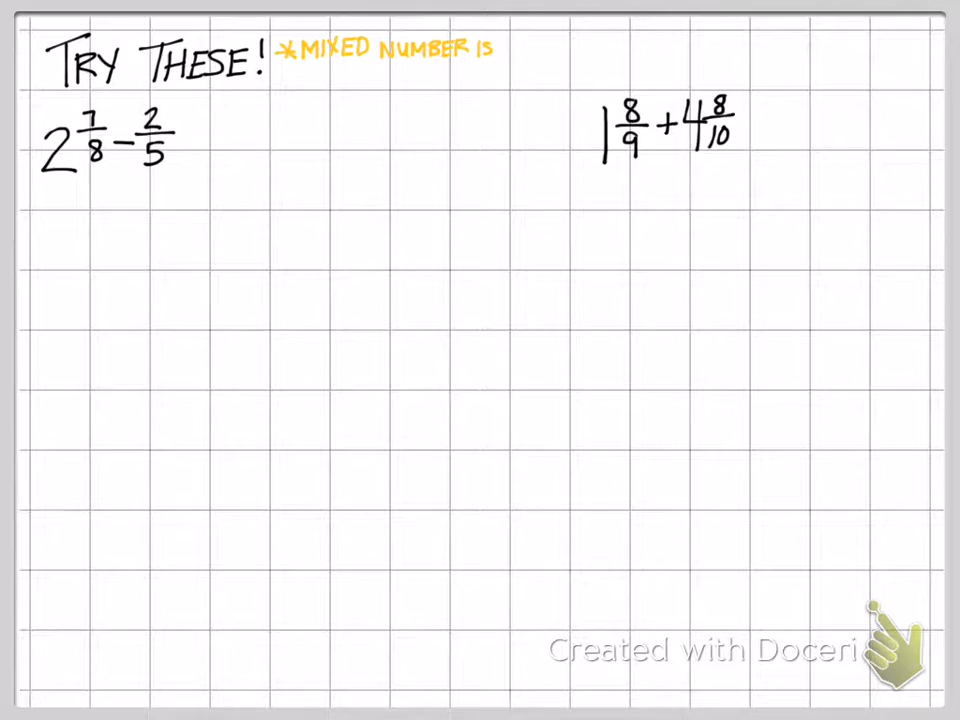 TRY THESE! *MIXED NUMBER IS
2 7/8 - 2/5
1 8/9 + 4 8/10
Created with Doceri